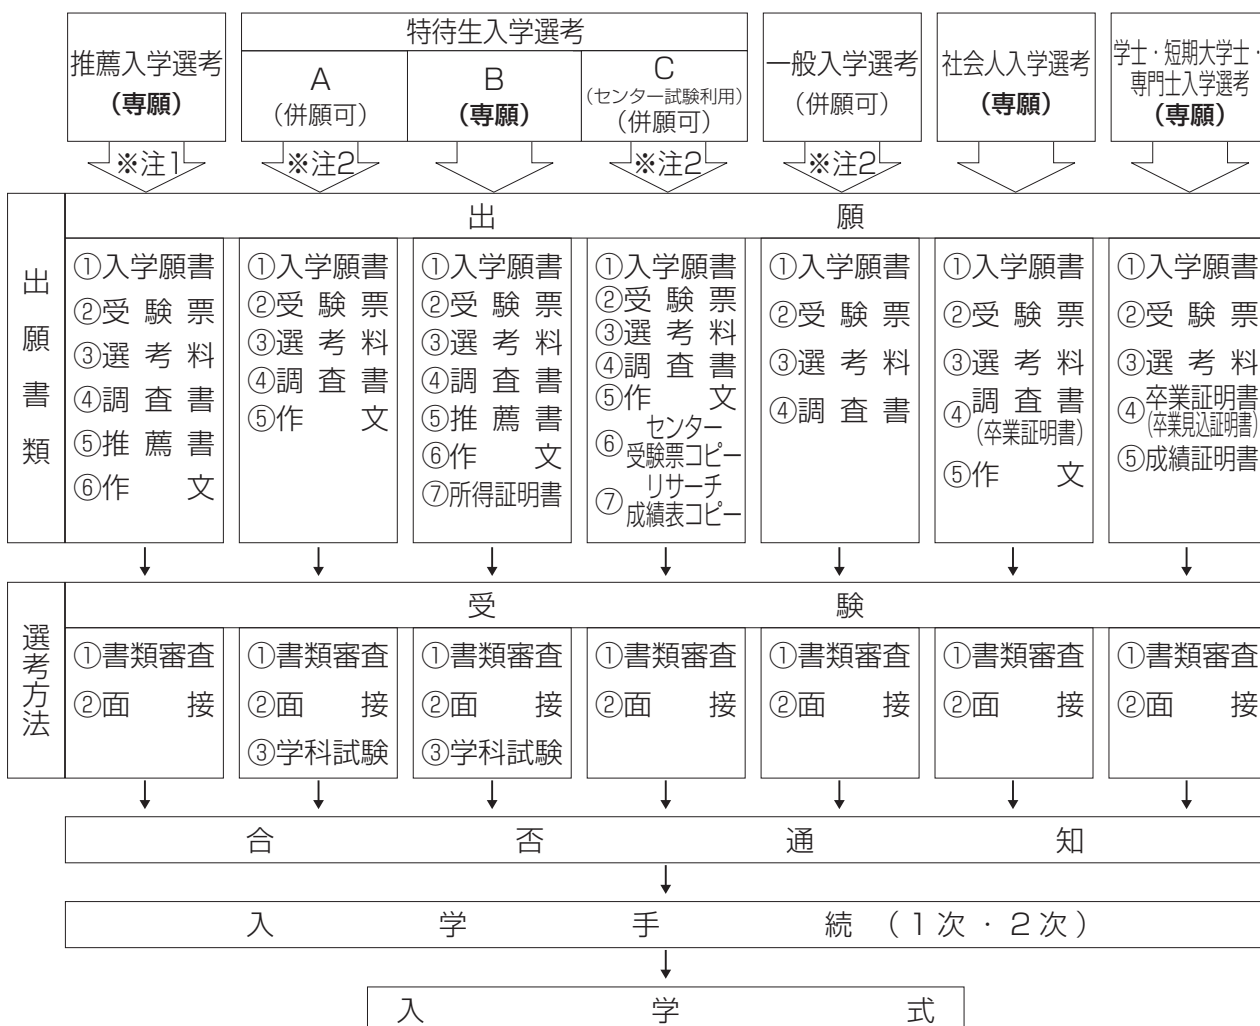 推薦入学選考
(専願)
特待生入学選考
A
(併願可)
B
(専願)
C
(センター試験利用)
(併願可)
一般入学選考
(併願可)
社会人入学選考
(専願)
学士・短期大学士・
専門士入学選考
(専願)
※注1
※注2
※注2
※注2
出願書類
出願
①入学願書
②受験票
③選考料
④調査書
⑤推薦書
⑥作文
①入学願書
②受験票
③選考料
④調査書
⑤作文
①入学願書
②受験票
③選考料
④調査書
⑤推薦書
⑥作文
⑦所得証明書
①入学願書
②受験票
③選考料
④調査書
⑤作文
⑥センター
受験票コピー
⑦リサーチ
成績表コピー
①入学願書
②受験票
③選考料
④調査書
①入学願書
②受験票
③選考料
④調査書
(卒業証明書)
⑤作文
①入学願書
②受験票
③選考料
④卒業証明書
(卒業見込証明書)
⑤成績証明書
選考方法
受験
①書類審査
②面接
①書類審査
②面接
③学科試験
①書類審査
②面接
③学科試験
①書類審査
②面接
①書類審査
②面接
①書類審査
②面接
①書類審査
②面接
合否通知
入学手続(1次・2次)
入学式